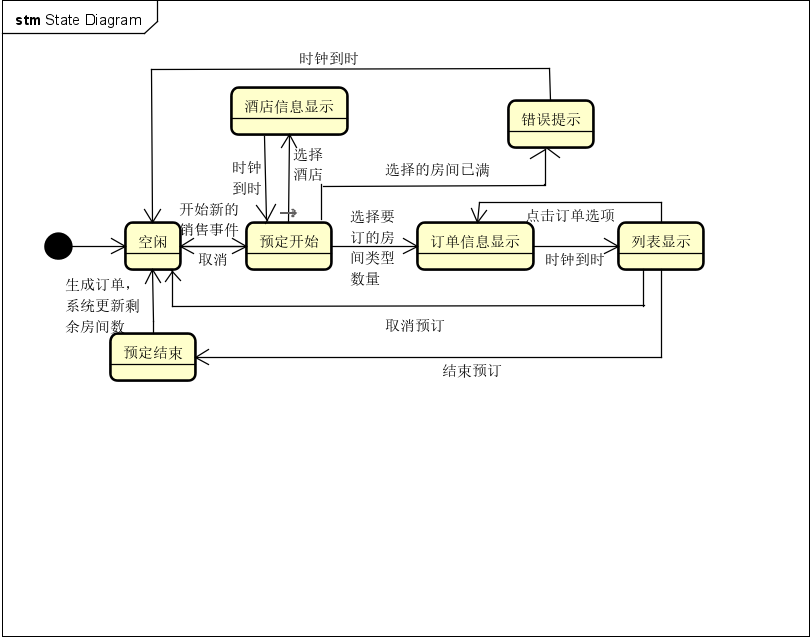 stm State Diagram
时钟到时
酒店信息显示
错误提示
选择
酒店
时钟
到时
选择的房间已满
开始新的
销售事件
选择要
订的房
间类型
数量
点击订单选项
空闲
预定开始
订单信息显示
列表显示
取消
时钟到时
生成订单，
系统更新剩
余房间数
取消预订
预定结束
结束预订